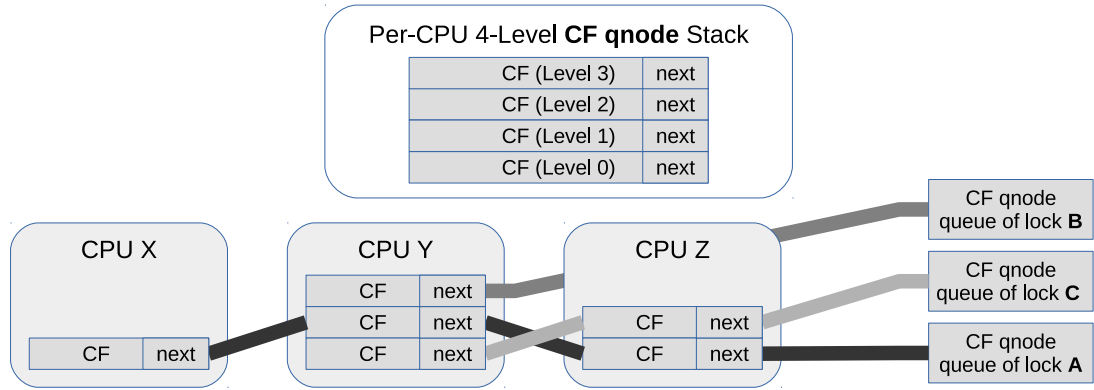 Per-CPU 4-Level CF qnode Stack
CF (Level 3) next
CF (Level 2) next
CF (Level 1) next
CF (Level 0) next
CPU X
CF next
CPU Y
CF next
CF next
CF next
CPU Z
CF next
CF next
CF qnode
queue of lock B
CF qnode
queue of lock C
CF qnode
queue of lock A